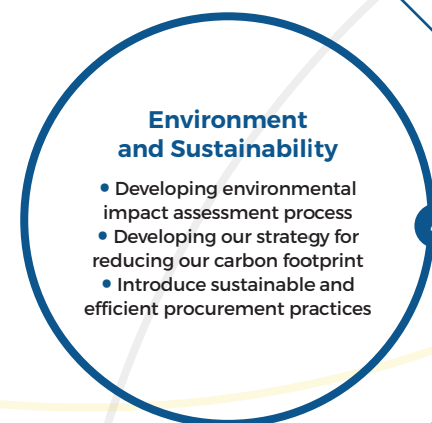 Environment
and Sustainability
• Developing environmental
impact assessment process
• Developing our strategy for
reducing our carbon footprint
• Introduce sustainable and
efficient procurement practices